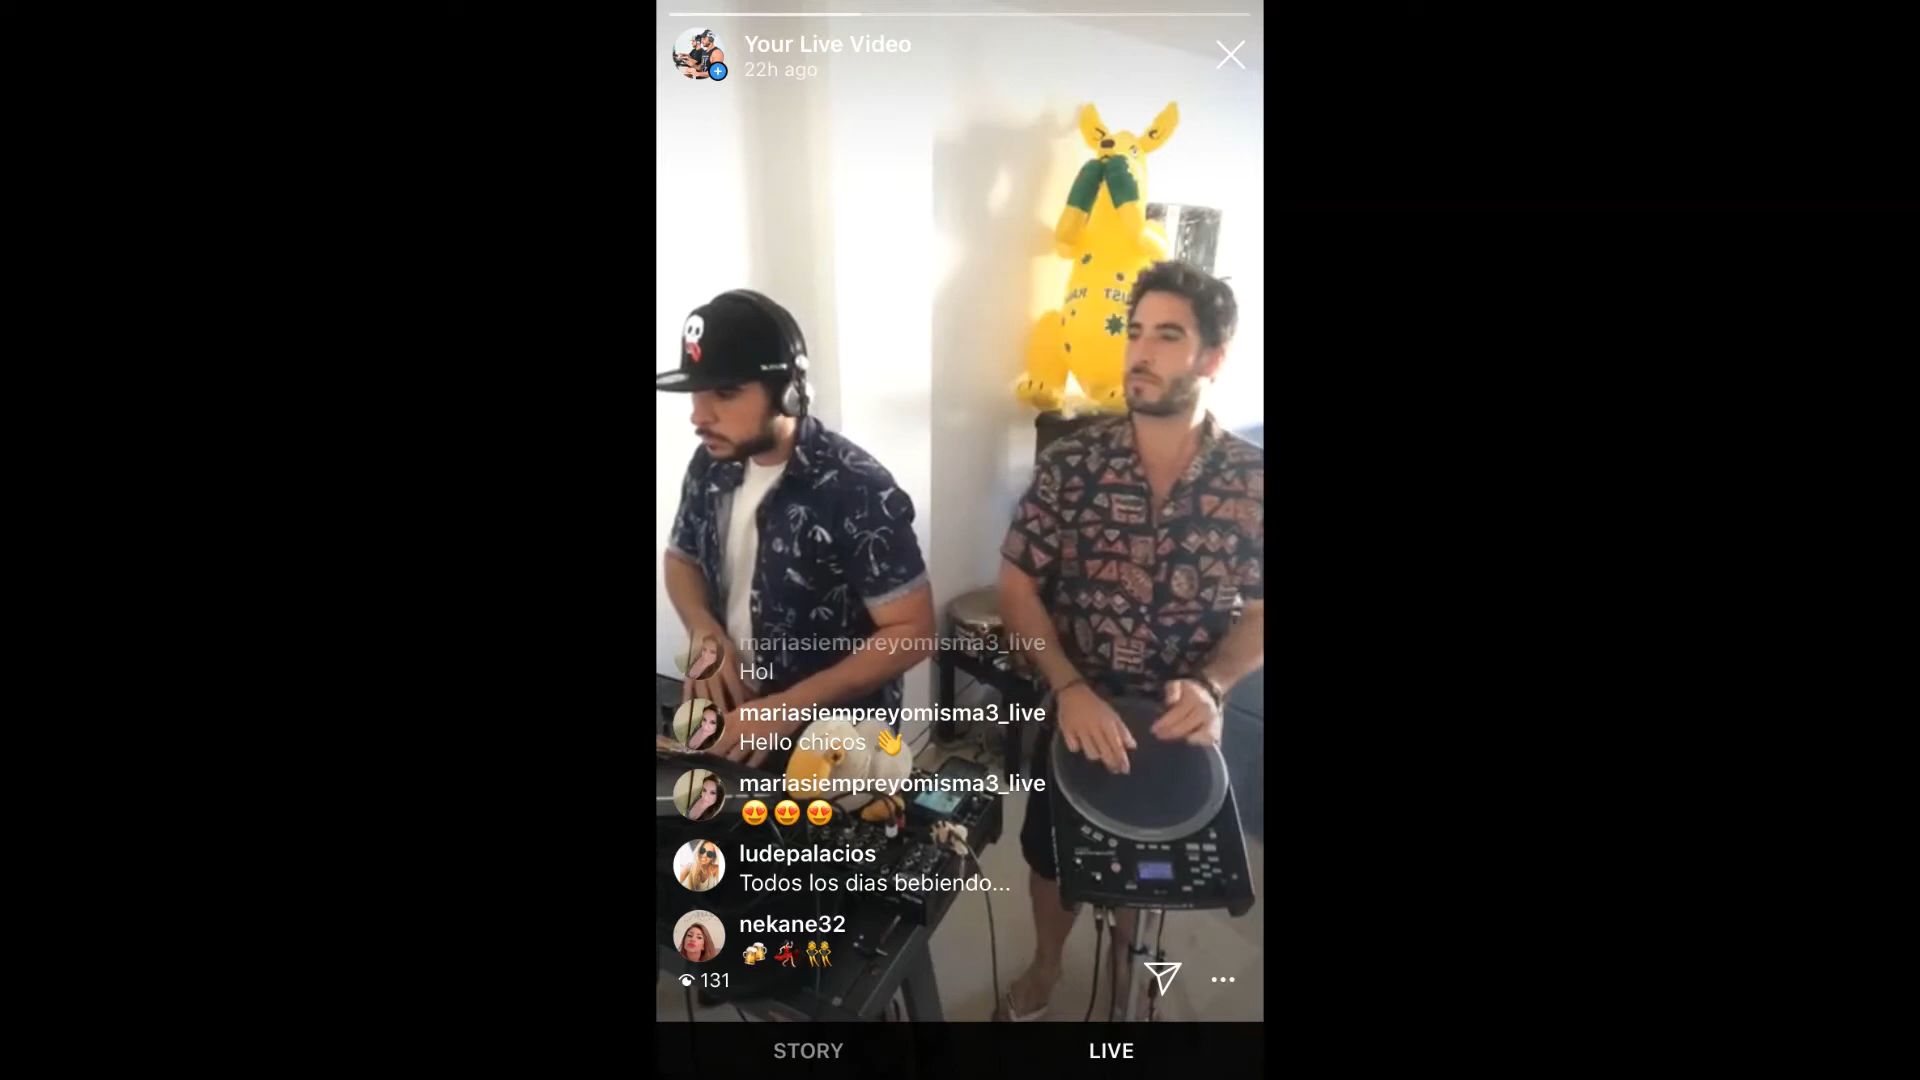 Your Live Video
22h ago
mariasiempreyomisma3_live
Hol
mariasiempreyomisma3_live
Hello chicos 👋
mariasiempreyomisma3_live
😍😍😍
ludepalacios
Todos los dias bebiendo...
nekane32
🍻💃👯
131
STORY
LIVE